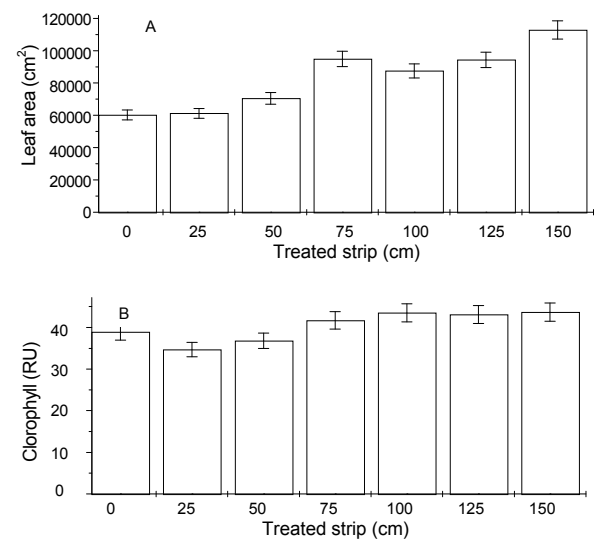 A
Leaf area (cm²)
120000
100000
80000
60000
40000
20000
0
0 25 50 75 100 125 150
Treated strip (cm)
B
Clorophyll (RU)
40
30
20
10
0
0 25 50 75 100 125 150
Treated strip (cm)